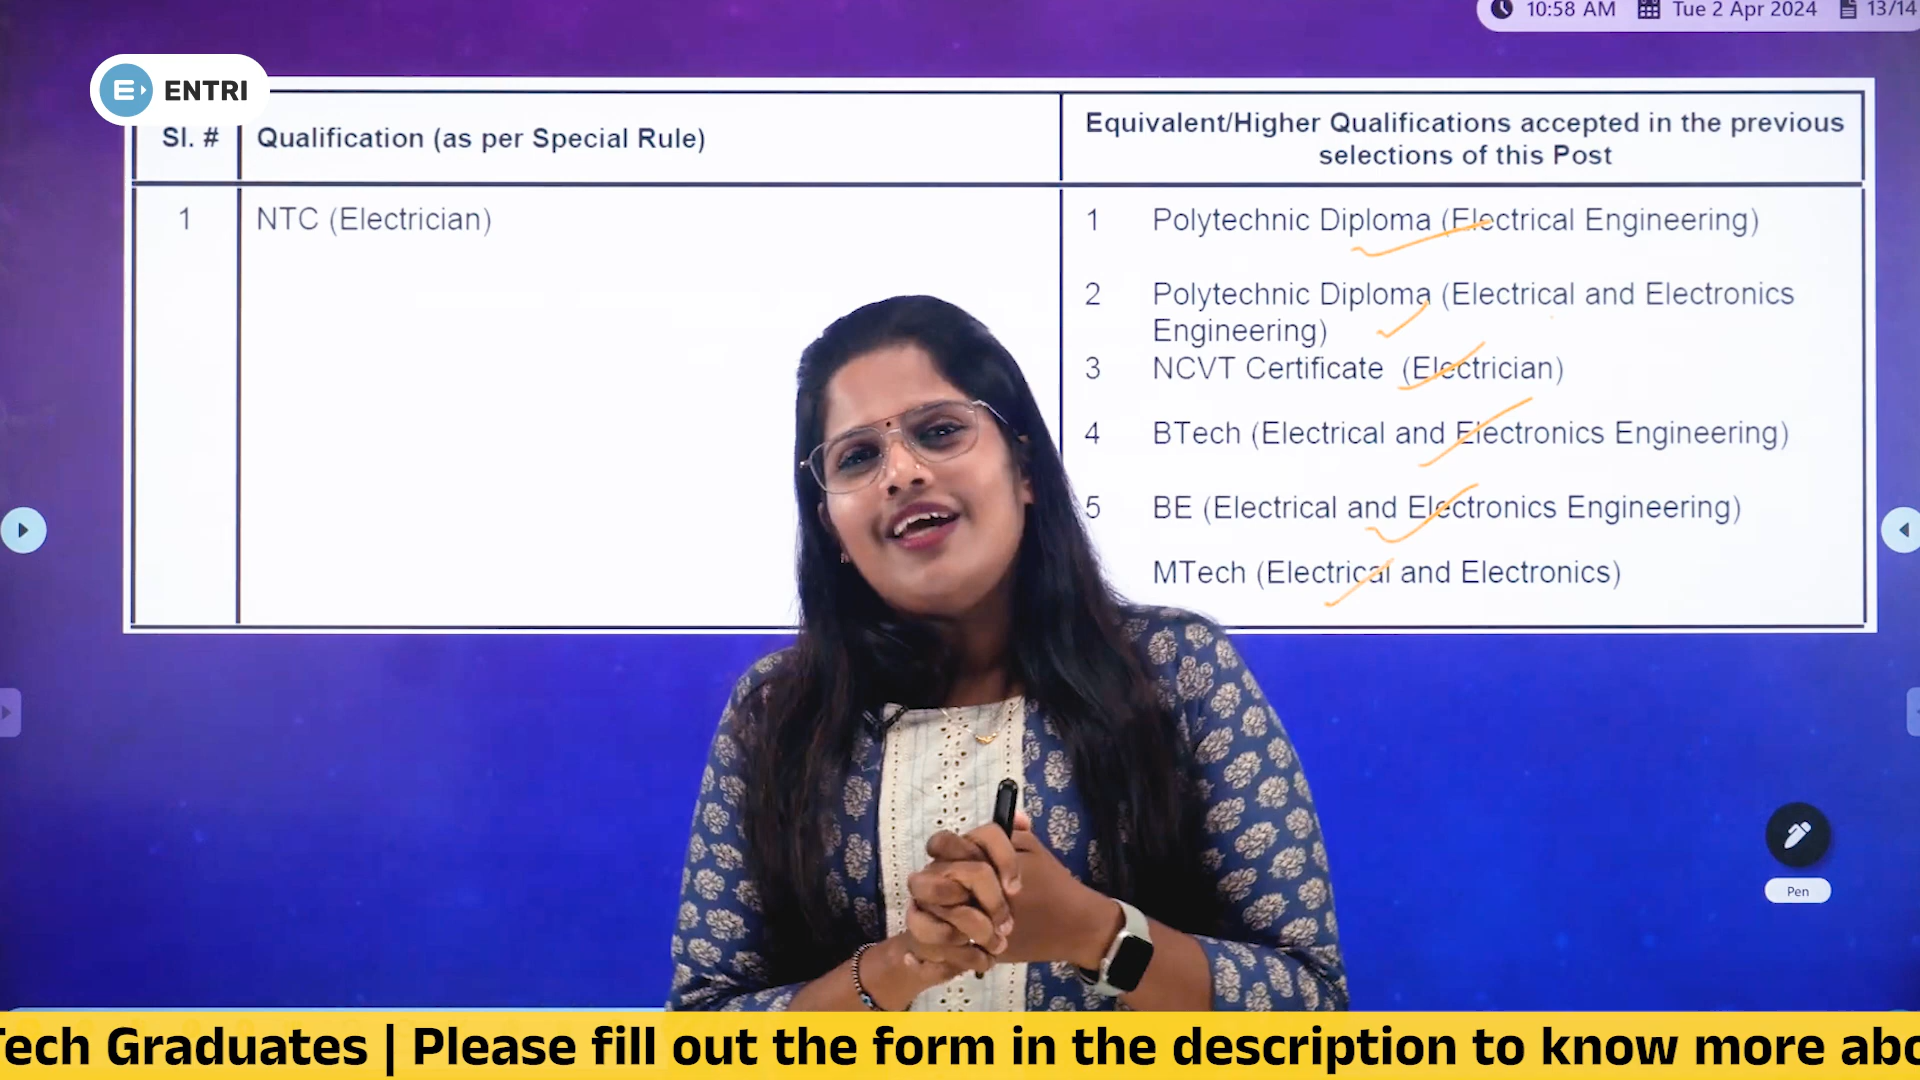 10:58 AM Tue 2 Apr 2024 13/14
ENTRI
Sl. # Qualification (as per Special Rule) Equivalent/Higher Qualifications accepted in the previous
selections of this Post
1 NTC (Electrician) 1 Polytechnic Diploma (Electrical Engineering)
2 Polytechnic Diploma (Electrical and Electronics
Engineering)
3 NCVT Certificate (Electrician)
4 BTech (Electrical and Electronics Engineering)
5 BE (Electrical and Electronics Engineering)
MTech (Electrical and Electronics)
Pen
Tech Graduates | Please fill out the form in the description to know more abo